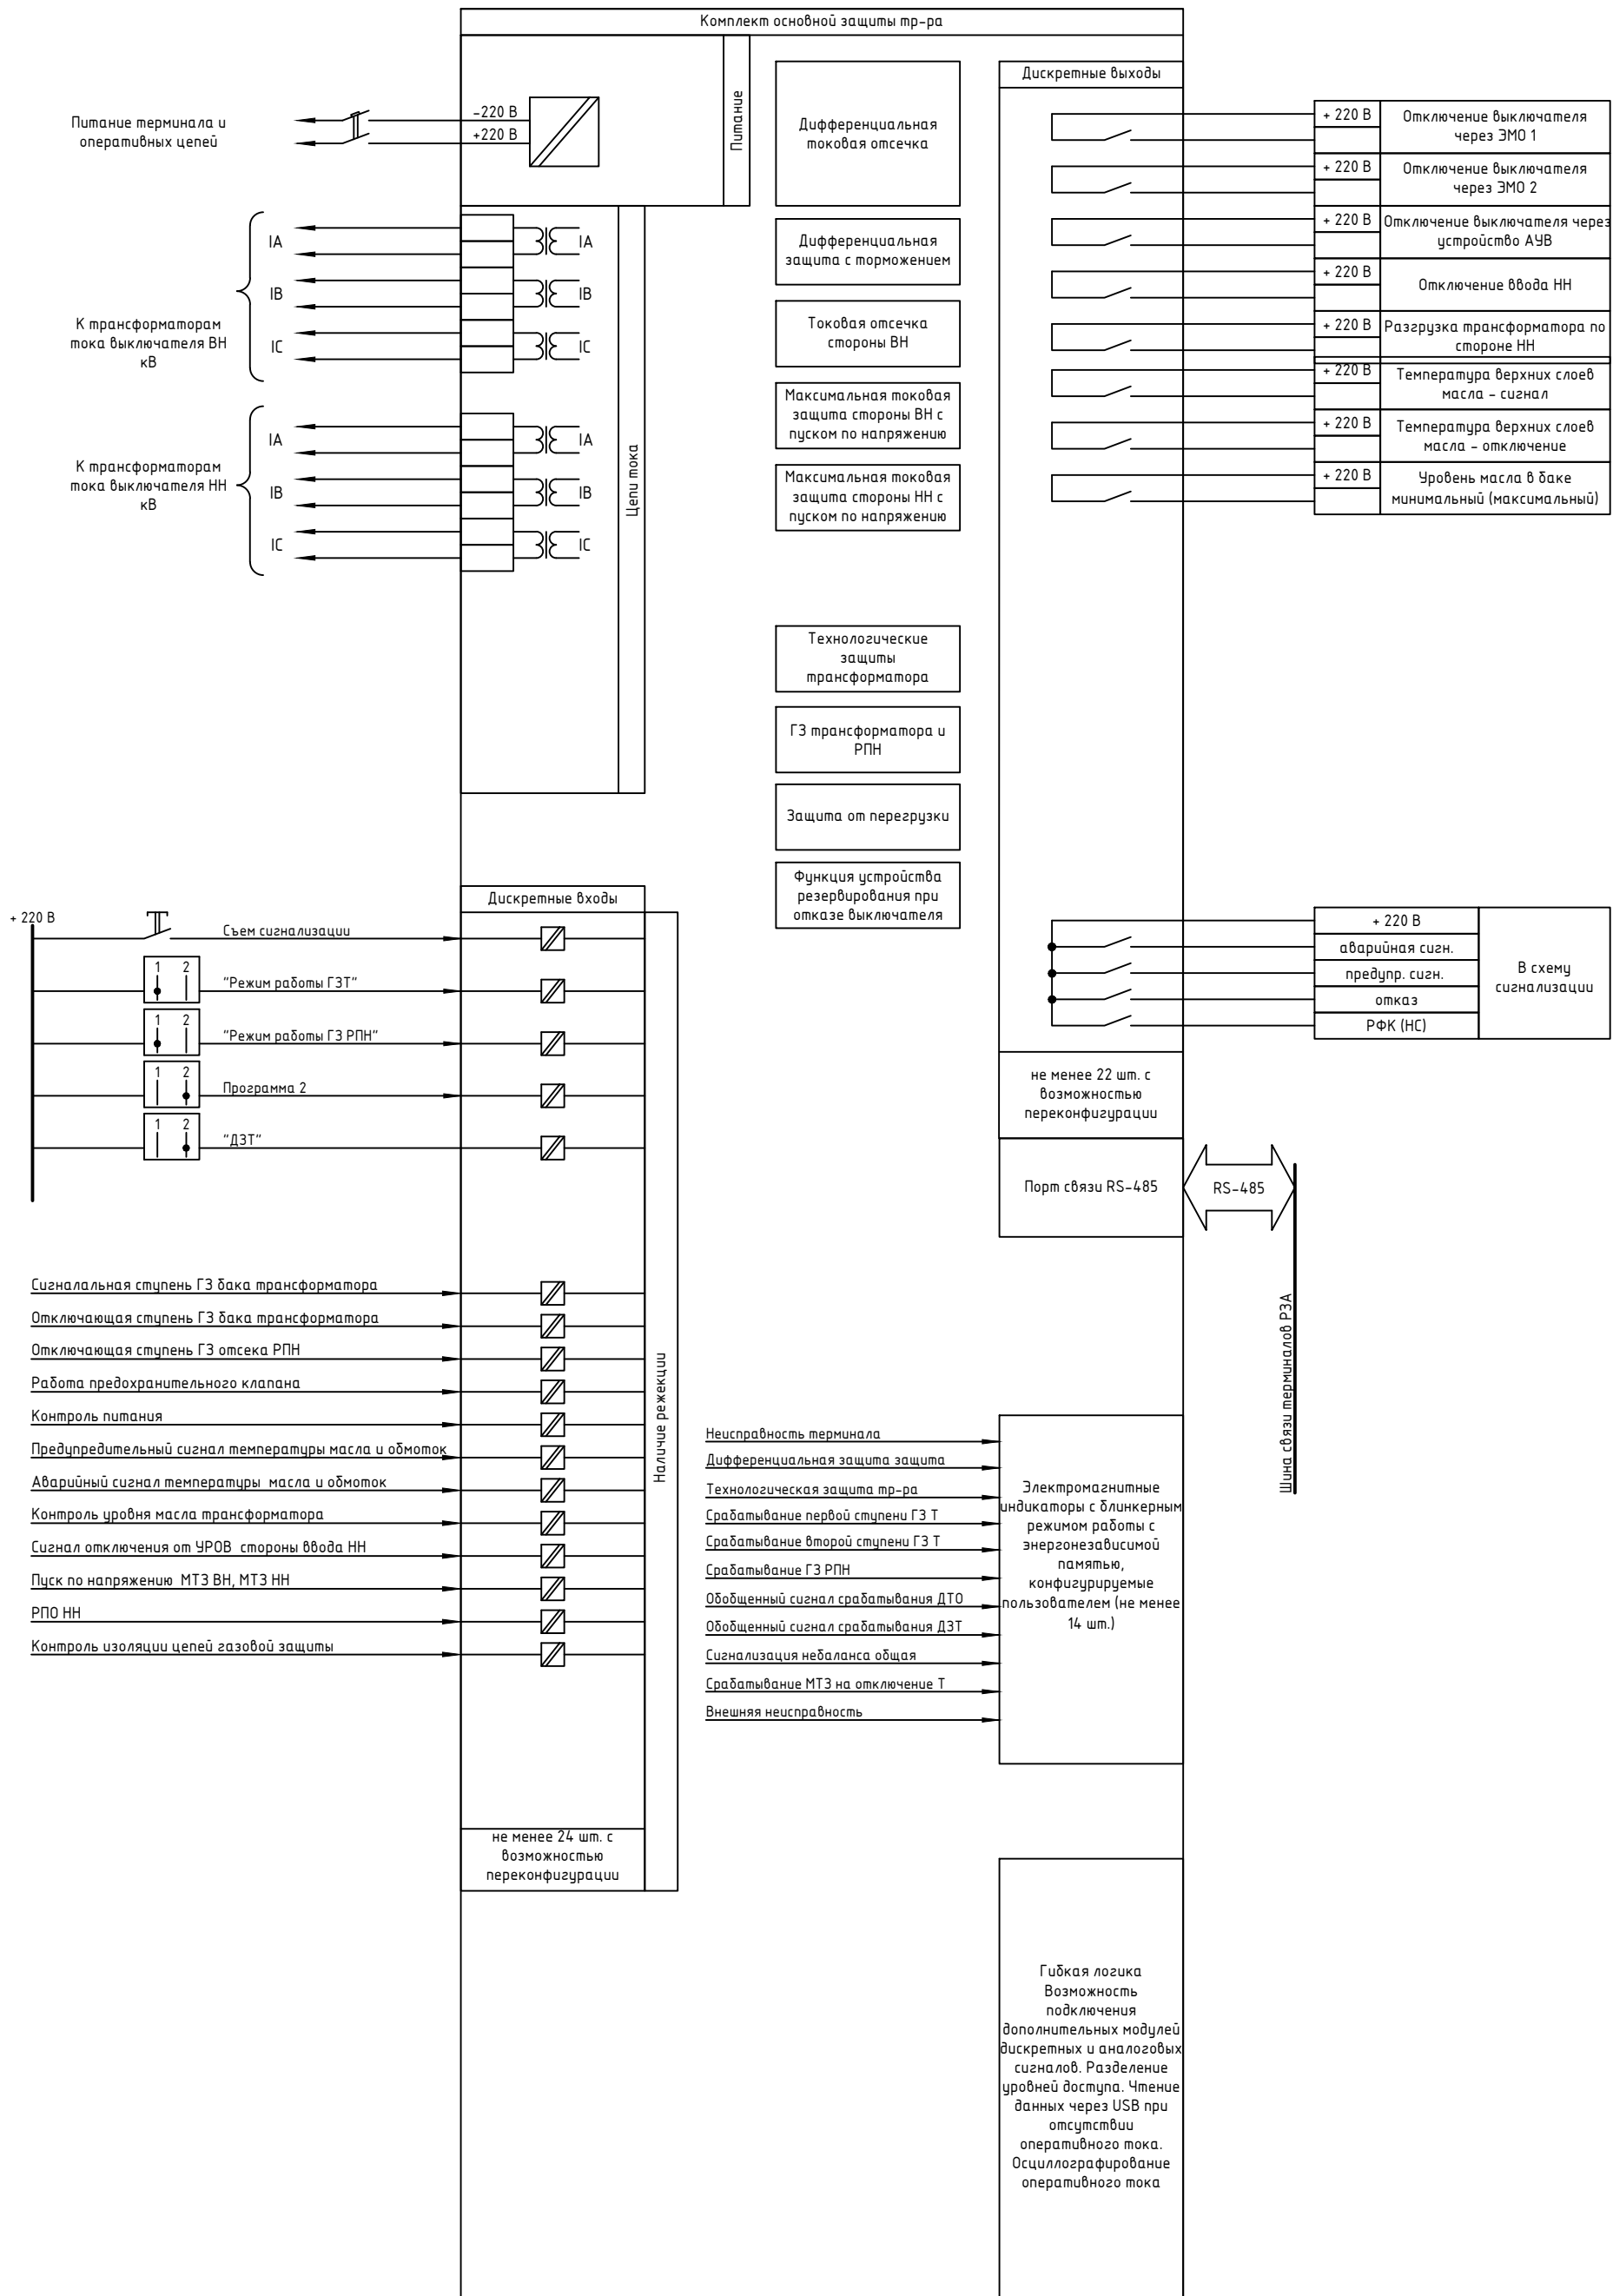 Комплект основной защиты тр-ра
Питание терминала и
оперативных цепей
-220 В
+220 В
Питание
К трансформаторам
тока выключателя ВН
кВ
IA
IB
IC
IA
IB
IC
К трансформаторам
тока выключателя НН
кВ
IA
IB
IC
IA
IB
IC
Цепи тока
Дифференциальная
токовая отсечка
Дифференциальная
защита с торможением
Токовая отсечка
стороны ВН
Максимальная токовая
защита стороны ВН с
пуском по напряжению
Максимальная токовая
защита стороны НН с
пуском по напряжению
Технологические
защиты
трансформатора
ГЗ трансформатора и
РПН
Защита от перегрузки
Функция устройства
резервирования при
отказе выключателя
Дискретные выходы
+ 220 В
Отключение выключателя
через ЭМО 1
+ 220 В
Отключение выключателя
через ЭМО 2
+ 220 В
Отключение выключателя через
устройство АУВ
+ 220 В
Отключение ввода НН
+ 220 В
Разгрузка трансформатора по
стороне НН
+ 220 В
Температура верхних слоев
масла - сигнал
+ 220 В
Температура верхних слоев
масла - отключение
+ 220 В
Уровень масла в баке
минимальный (максимальный)
+ 220 В
аварийная сигн.
предупр. сигн.
отказ
РФК (НС)
В схему
сигнализации
не менее 22 шт. с
возможностью
переконфигурации
Порт связи RS-485
RS-485
Шина связи терминалов РЗА
Дискретные входы
+ 220 В
Съем сигнализации
1 2
"Режим работы ГЗТ"
1 2
"Режим работы ГЗ РПН"
1 2
Программа 2
1 2
"ДЗТ"
Сигналальная ступень ГЗ бака трансформатора
Отключающая ступень ГЗ бака трансформатора
Отключающая ступень ГЗ отсека РПН
Работа предохранительного клапана
Контроль питания
Предупредительный сигнал температуры масла и обмоток
Аварийный сигнал температуры масла и обмоток
Контроль уровня масла трансформатора
Сигнал отключения от УРОВ стороны ввода НН
Пуск по напряжению МТЗ ВН, МТЗ НН
РПО НН
Контроль изоляции цепей газовой защиты
Наличие режекции
не менее 24 шт. с
возможностью
переконфигурации
Неисправность терминала
Дифференциальная защита защита
Технологическая защита тр-ра
Срабатывание первой ступени ГЗ Т
Срабатывание второй ступени ГЗ Т
Срабатывание ГЗ РПН
Обобщенный сигнал срабатывания ДТО
Обобщенный сигнал срабатывания ДЗТ
Сигнализация небаланса общая
Срабатывание МТЗ на отключение Т
Внешняя неисправность
Электромагнитные
индикаторы с блинкерным
режимом работы с
энергонезависимой
памятью,
конфигурируемые
пользователем (не менее
14 шт.)
Гибкая логика
Возможность
подключения
дополнительных модулей
дискретных и аналоговых
сигналов. Разделение
уровней доступа. Чтение
данных через USB при
отсутствии
оперативного тока.
Осциллографирование
оперативного тока